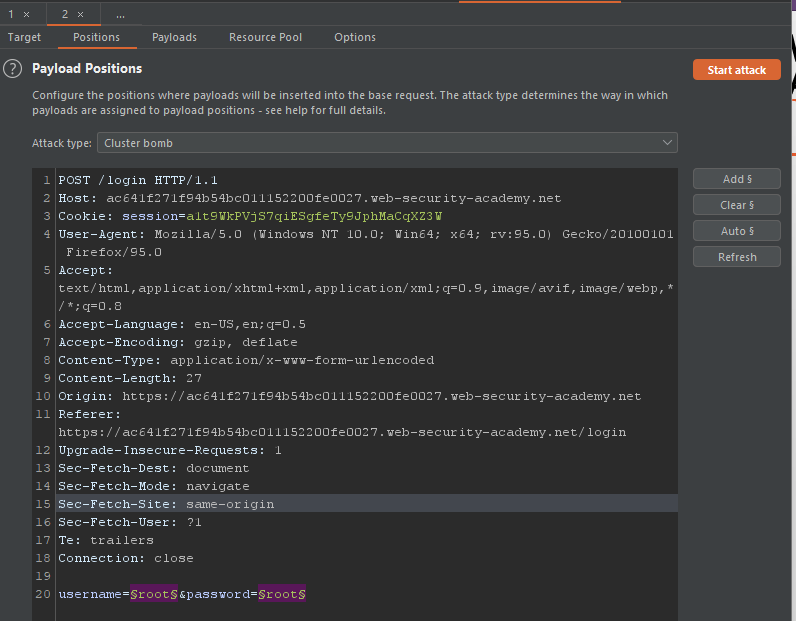 1 × 2 × ...
Target Positions Payloads Resource Pool Options
? Payload Positions
Start attack
Configure the positions where payloads will be inserted into the base request. The attack type determines the way in which
payloads are assigned to payload positions - see help for full details.
Attack type: Cluster bomb
1 POST /login HTTP/1.1
2 Host: ac641f271f94b54bc011152200fe0027.web-security-academy.net
3 Cookie: session=a1t9WkPVjS7qiESgfeTy9JphMaCqXZ3W
4 User-Agent: Mozilla/5.0 (Windows NT 10.0; Win64; x64; rv:95.0) Gecko/20100101
Firefox/95.0
5 Accept:
text/html,application/xhtml+xml,application/xml;q=0.9,image/avif,image/webp,*
/*;q=0.8
6 Accept-Language: en-US,en;q=0.5
7 Accept-Encoding: gzip, deflate
8 Content-Type: application/x-www-form-urlencoded
9 Content-Length: 27
10 Origin: https://ac641f271f94b54bc011152200fe0027.web-security-academy.net
11 Referer:
https://ac641f271f94b54bc011152200fe0027.web-security-academy.net/login
12 Upgrade-Insecure-Requests: 1
13 Sec-Fetch-Dest: document
14 Sec-Fetch-Mode: navigate
15 Sec-Fetch-Site: same-origin
16 Sec-Fetch-User: ?1
17 Te: trailers
18 Connection: close
19
20 username=§root§&password=§root§
Add §
Clear §
Auto §
Refresh